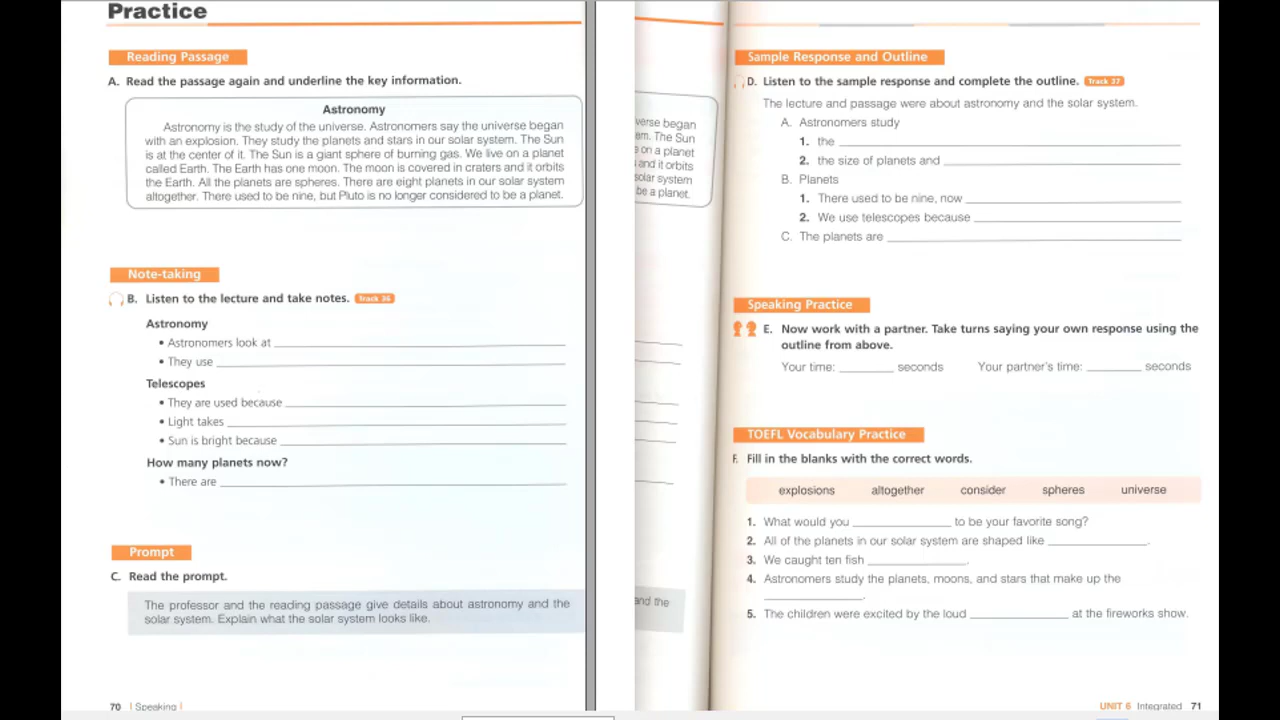 Practice
Reading Passage
A. Read the passage again and underline the key information.
Astronomy
Astronomy is the study of the universe. Astronomers say the universe began
with an explosion. They study the planets and stars in our solar system. The Sun
is at the center of it. The Sun is a giant sphere of burning gas. We live on a planet
called Earth. The Earth has one moon. The moon is covered in craters and it orbits
the Earth. All the planets are spheres. There are eight planets in our solar system
altogether. There used to be nine, but Pluto is no longer considered to be a planet.
Note-taking
B. Listen to the lecture and take notes. Track 36
Astronomy
• Astronomers look at
• They use
Telescopes
• They are used because
• Light takes
• Sun is bright because
How many planets now?
• There are
Prompt
C. Read the prompt.
The professor and the reading passage give details about astronomy and the
solar system. Explain what the solar system looks like.
70 | Speaking |
verse began
em. The Sun
e on a planet
and it orbits
solar system
be a planet.
and the
Sample Response and Outline
D. Listen to the sample response and complete the outline. Track 37
The lecture and passage were about astronomy and the solar system.
A. Astronomers study
1. the
2. the size of planets and
B. Planets
1. There used to be nine, now
2. We use telescopes because
C. The planets are
Speaking Practice
E. Now work with a partner. Take turns saying your own response using the
outline from above.
Your time: ________ seconds Your partner's time: ________ seconds
TOEFL Vocabulary Practice
F. Fill in the blanks with the correct words.
explosions altogether consider spheres universe
1. What would you ________ to be your favorite song?
2. All of the planets in our solar system are shaped like ________.
3. We caught ten fish ________.
4. Astronomers study the planets, moons, and stars that make up the
________.
5. The children were excited by the loud ________ at the fireworks show.
UNIT 6 Integrated 71